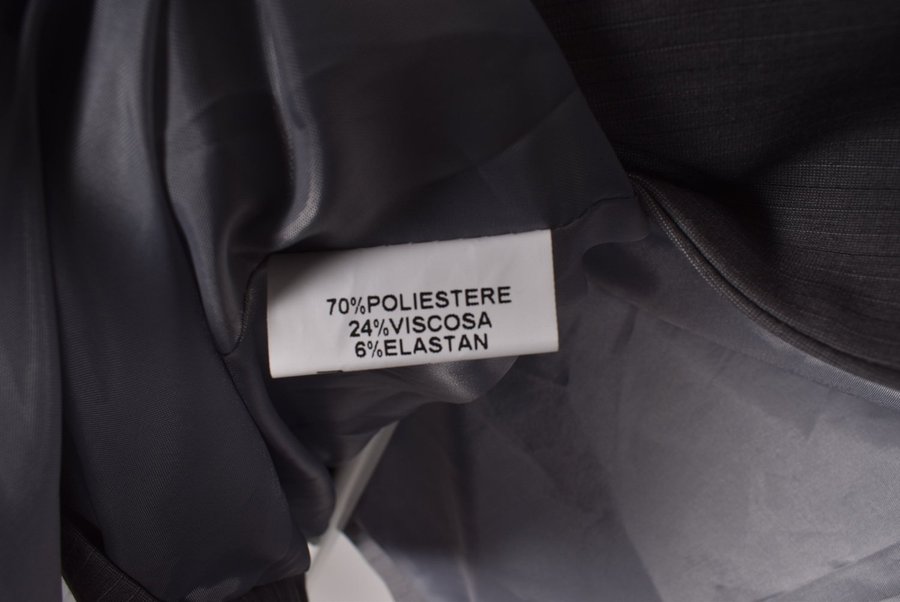 70%POLIESTERE
24%VISCOSA
6%ELASTAN